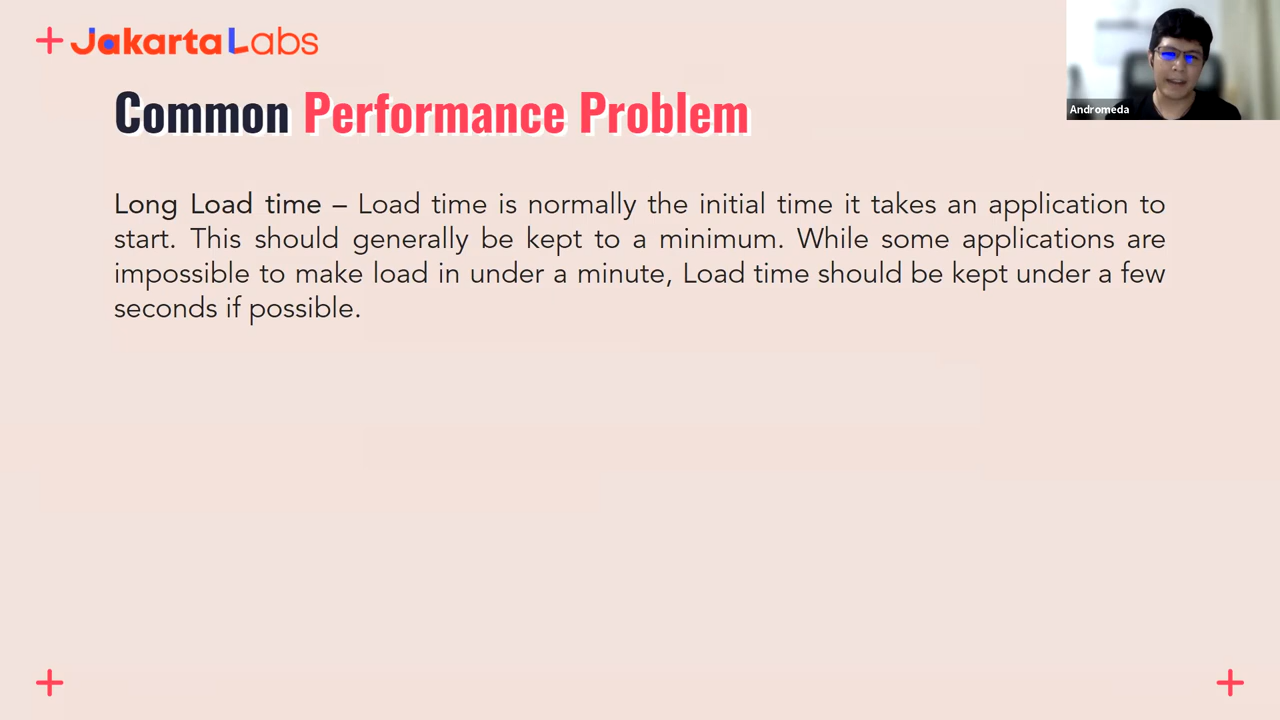 JakartaLabs
Andromeda
Common Performance Problem
Long Load time – Load time is normally the initial time it takes an application to
start. This should generally be kept to a minimum. While some applications are
impossible to make load in under a minute, Load time should be kept under a few
seconds if possible.